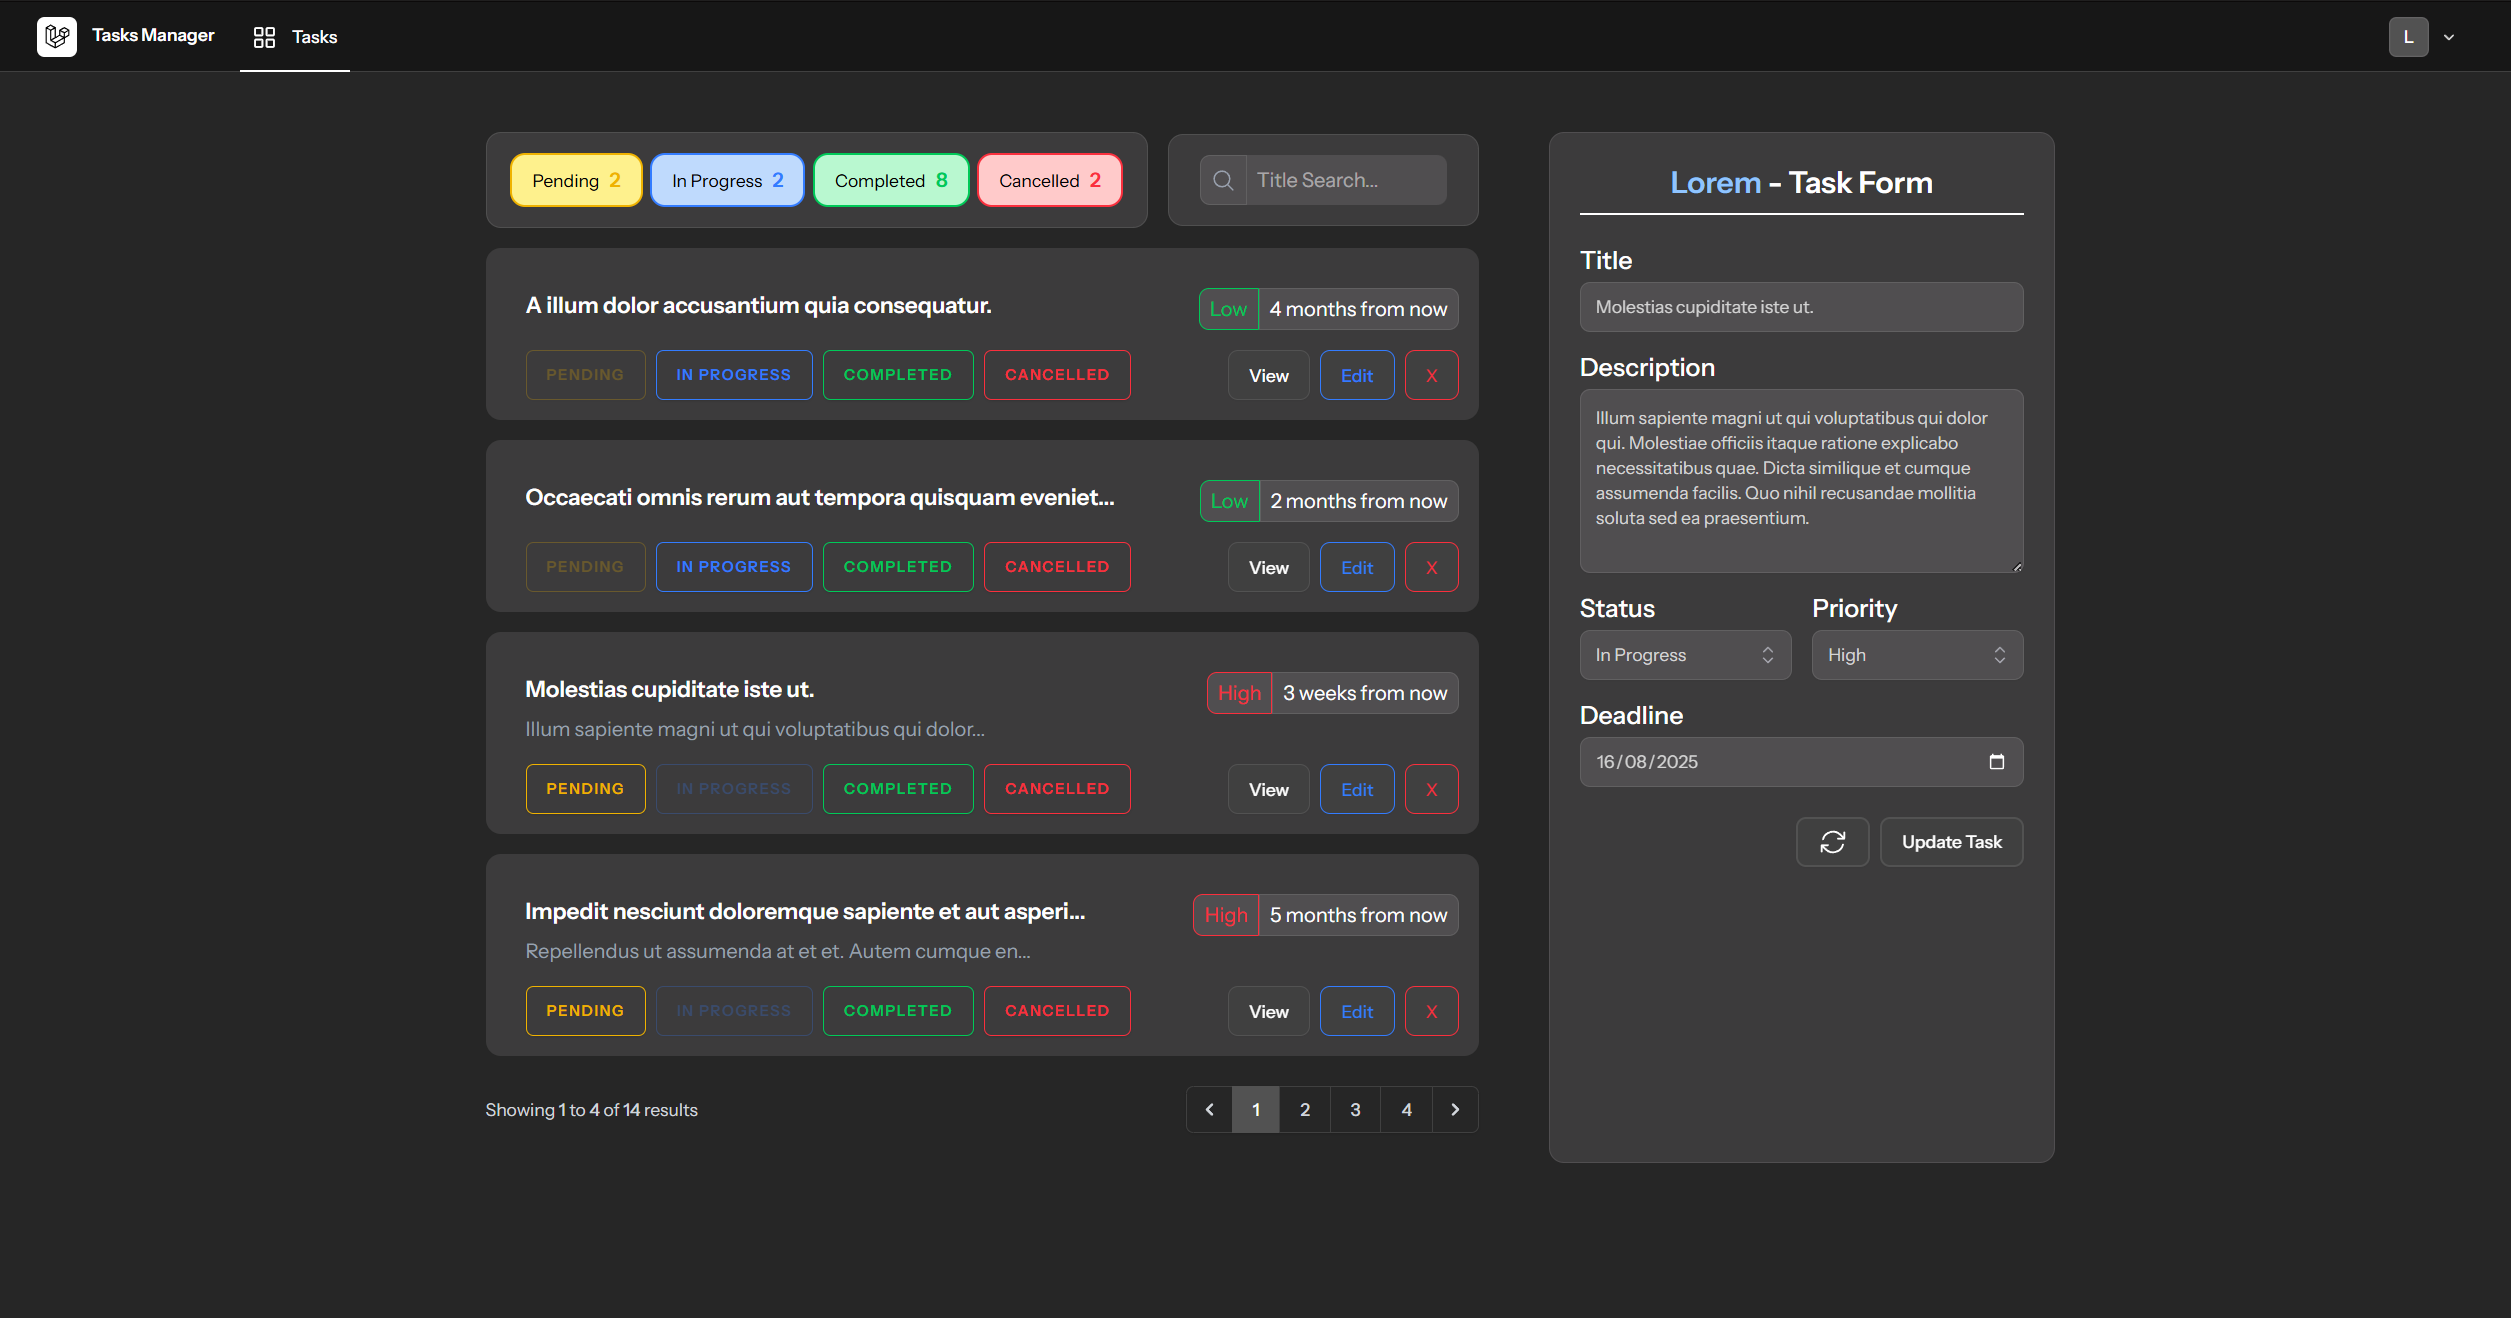 Tasks Manager
Tasks
L
Pending 2
In Progress 2
Completed 8
Cancelled 2
Title Search...
A illum dolor accusantium quia consequatur.
Low 4 months from now
PENDING IN PROGRESS COMPLETED CANCELLED
View Edit X
Occaecati omnis rerum aut tempora quisquam eveniet...
Low 2 months from now
PENDING IN PROGRESS COMPLETED CANCELLED
View Edit X
Molestias cupiditate iste ut.
High 3 weeks from now
Illum sapiente magni ut qui voluptatibus qui dolor...
PENDING IN PROGRESS COMPLETED CANCELLED
View Edit X
Impedit nesciunt doloremque sapiente et aut asperi...
High 5 months from now
Repellendus ut assumenda at et et. Autem cumque en...
PENDING IN PROGRESS COMPLETED CANCELLED
View Edit X
Showing 1 to 4 of 14 results
1 2 3 4
Lorem - Task Form
Title
Molestias cupiditate iste ut.
Description
Illum sapiente magni ut qui voluptatibus qui dolor
qui. Molestiae officiis itaque ratione explicabo
necessitatibus quae. Dicta similique et cumque
assumenda facilis. Quo nihil recusandae mollitia
soluta sed ea praesentium.
Status
In Progress
Priority
High
Deadline
16/08/2025
Update Task